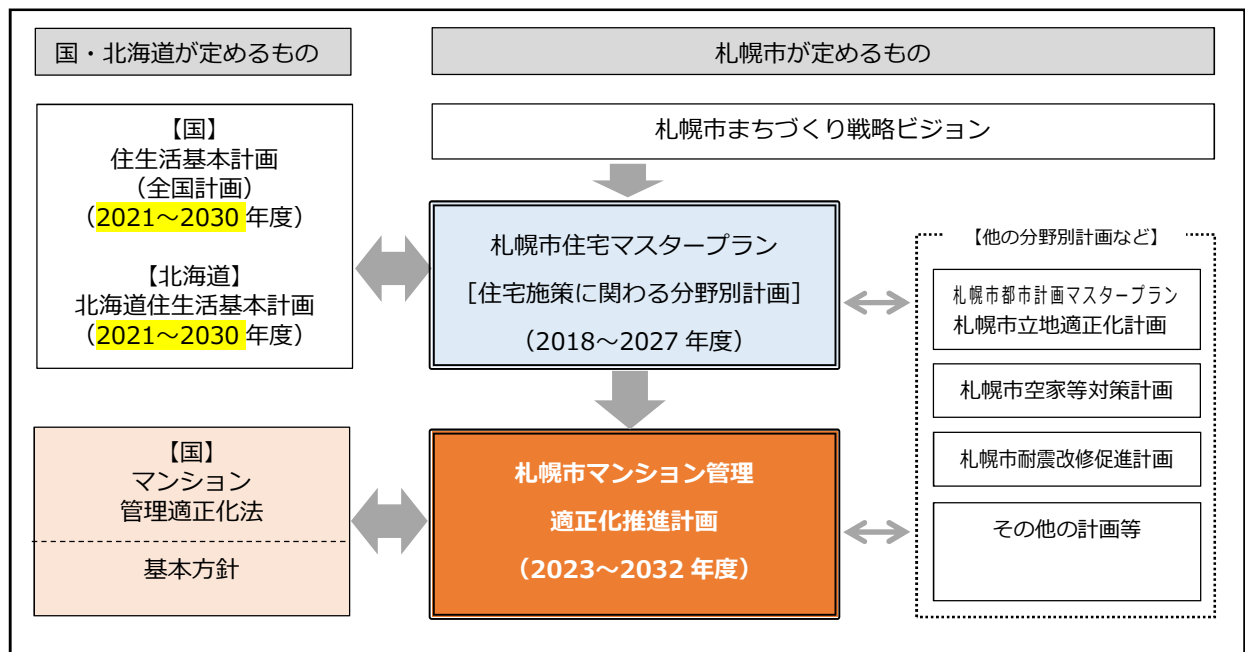 国・北海道が定めるもの
札幌市が定めるもの
【国】
住生活基本計画
（全国計画）
（2021～2030 年度）
【北海道】
北海道住生活基本計画
（2021～2030 年度）
札幌市まちづくり戦略ビジョン
札幌市住宅マスタープラン
［住宅施策に関わる分野別計画］
（2018～2027 年度）
【他の分野別計画など】
札幌市都市計画マスタープラン
札幌市立地適正化計画
札幌市空家等対策計画
札幌市耐震改修促進計画
その他の計画等
【国】
マンション
管理適正化法
基本方針
札幌市マンション管理
適正化推進計画
（2023～2032 年度）